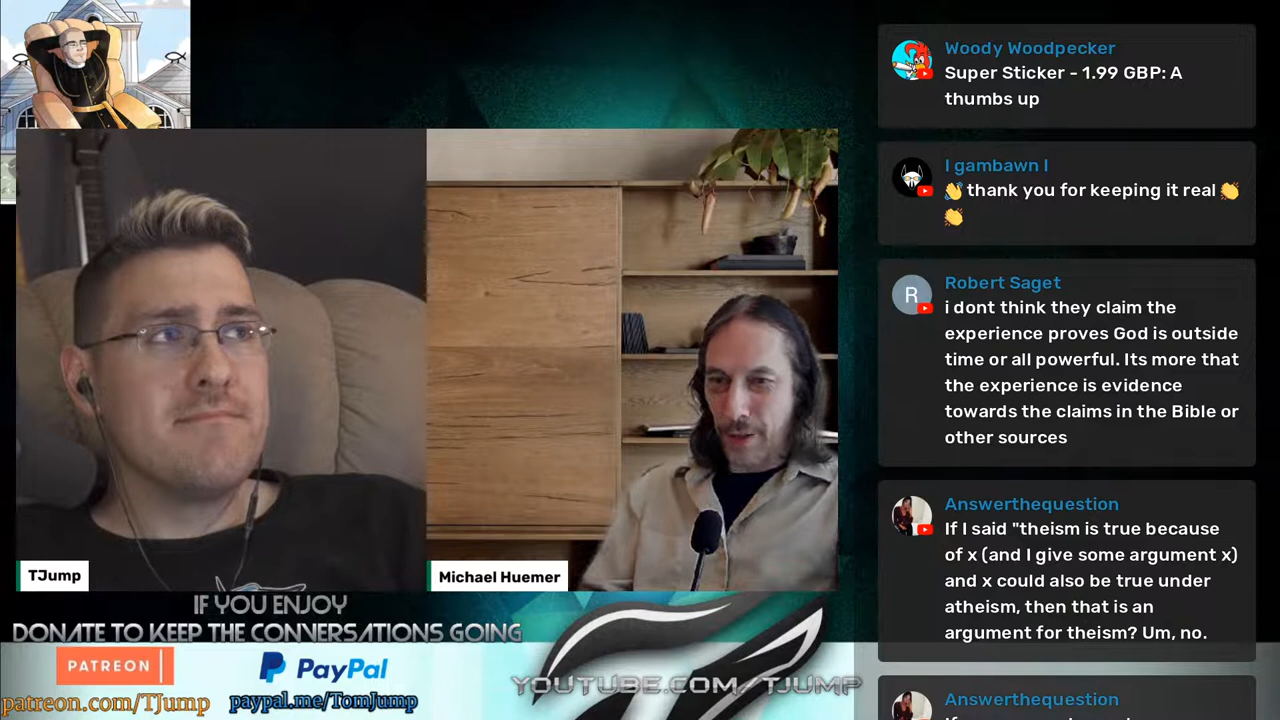 Woody Woodpecker
Super Sticker - 1.99 GBP: A
thumbs up
I gambawn I
👏 thank you for keeping it real 👏
👏
Robert Saget
R
i dont think they claim the
experience proves God is outside
time or all powerful. Its more that
the experience is evidence
towards the claims in the Bible or
other sources
Answerthequestion
If I said "theism is true because
of x (and I give some argument x)
and x could also be true under
atheism, then that is an
argument for theism? Um, no.
Answerthequestion
TJump
Michael Huemer
IF YOU ENJOY
DONATE TO KEEP THE CONVERSATIONS GOING
PATREON
PayPal
patreon.com/TJump
paypal.me/TomJump
YOUTUBE.COM/TJUMP